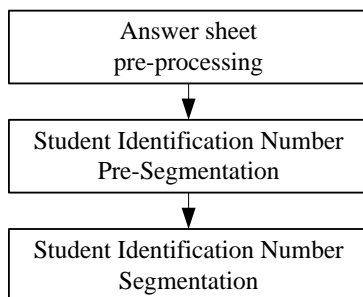 Answer sheet
pre-processing
Student Identification Number
Pre-Segmentation
Student Identification Number
Segmentation